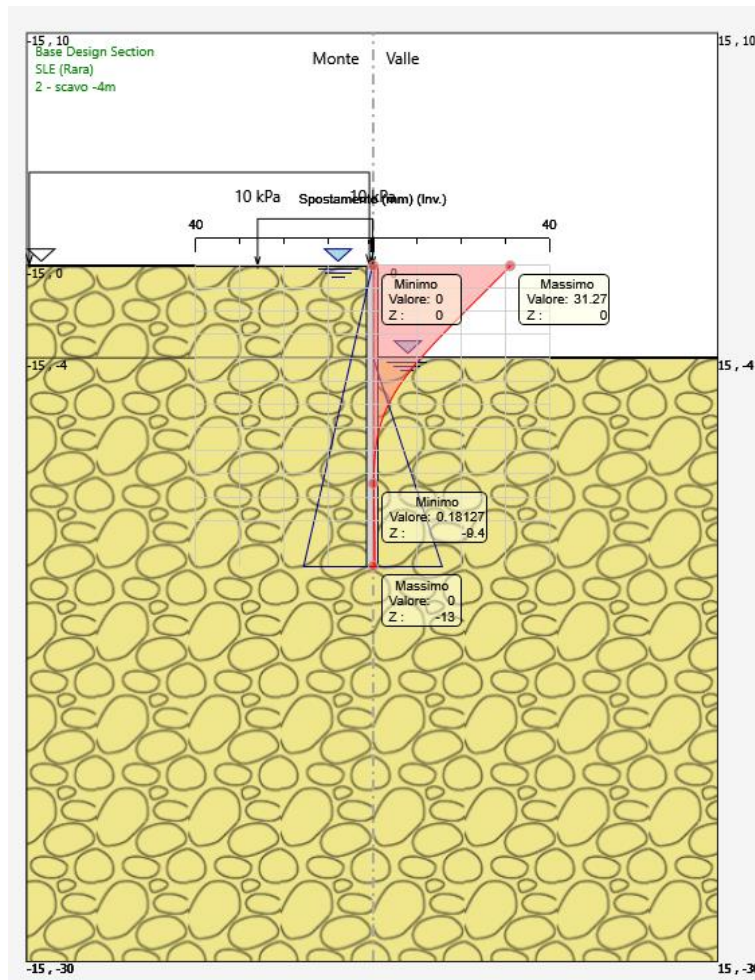 -15 , 10
15 , 10
Base Design Section
SLE (Rara)
2 - scavo -4m
Monte
Valle
10 kPa
10 kPa
Spostamento (mm) (Inv.)
40
40
-15, 0
0
Minimo
Valore: 0
Z : 0
Massimo
Valore: 31.27
Z : 0
-15, -4
15, -4
Minimo
Valore: 0.18127
Z : -9.4
Massimo
Valore: 0
Z : -13
-15 , -30